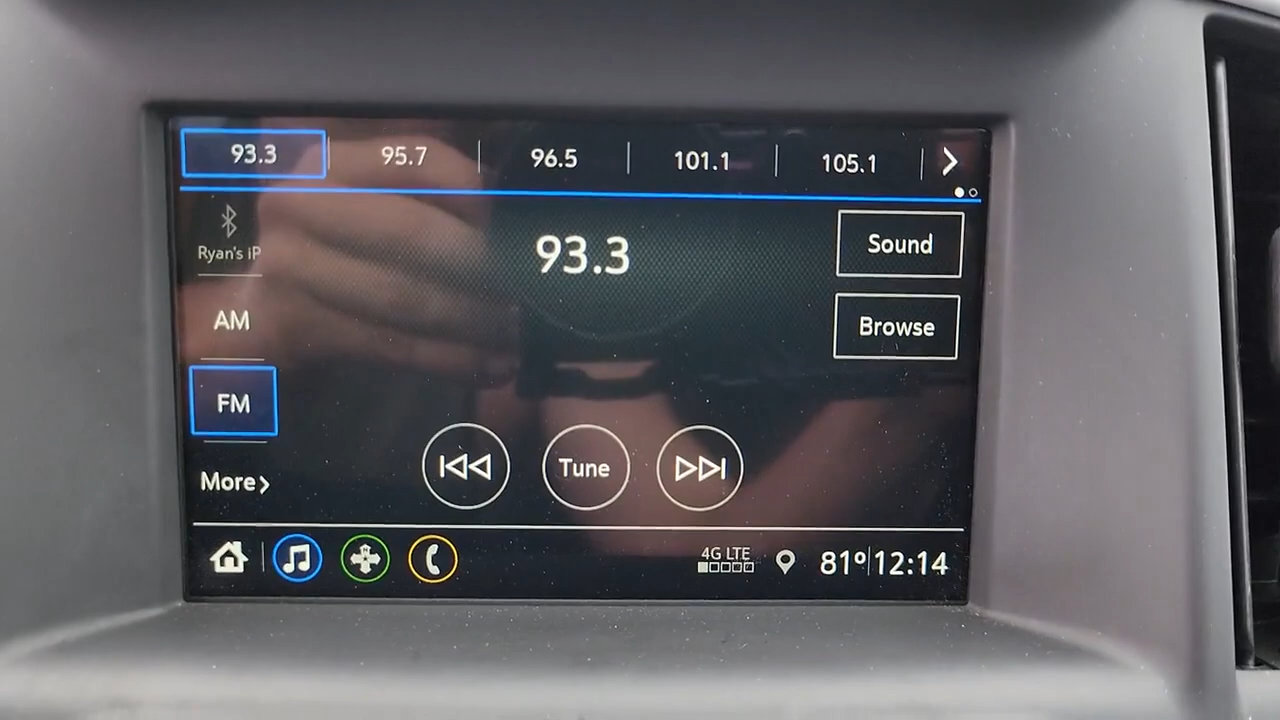 93.3 95.7 96.5 101.1 105.1
Ryan's iP
93.3
Sound
AM
Browse
FM
Tune
More
4G LTE
81° 12:14